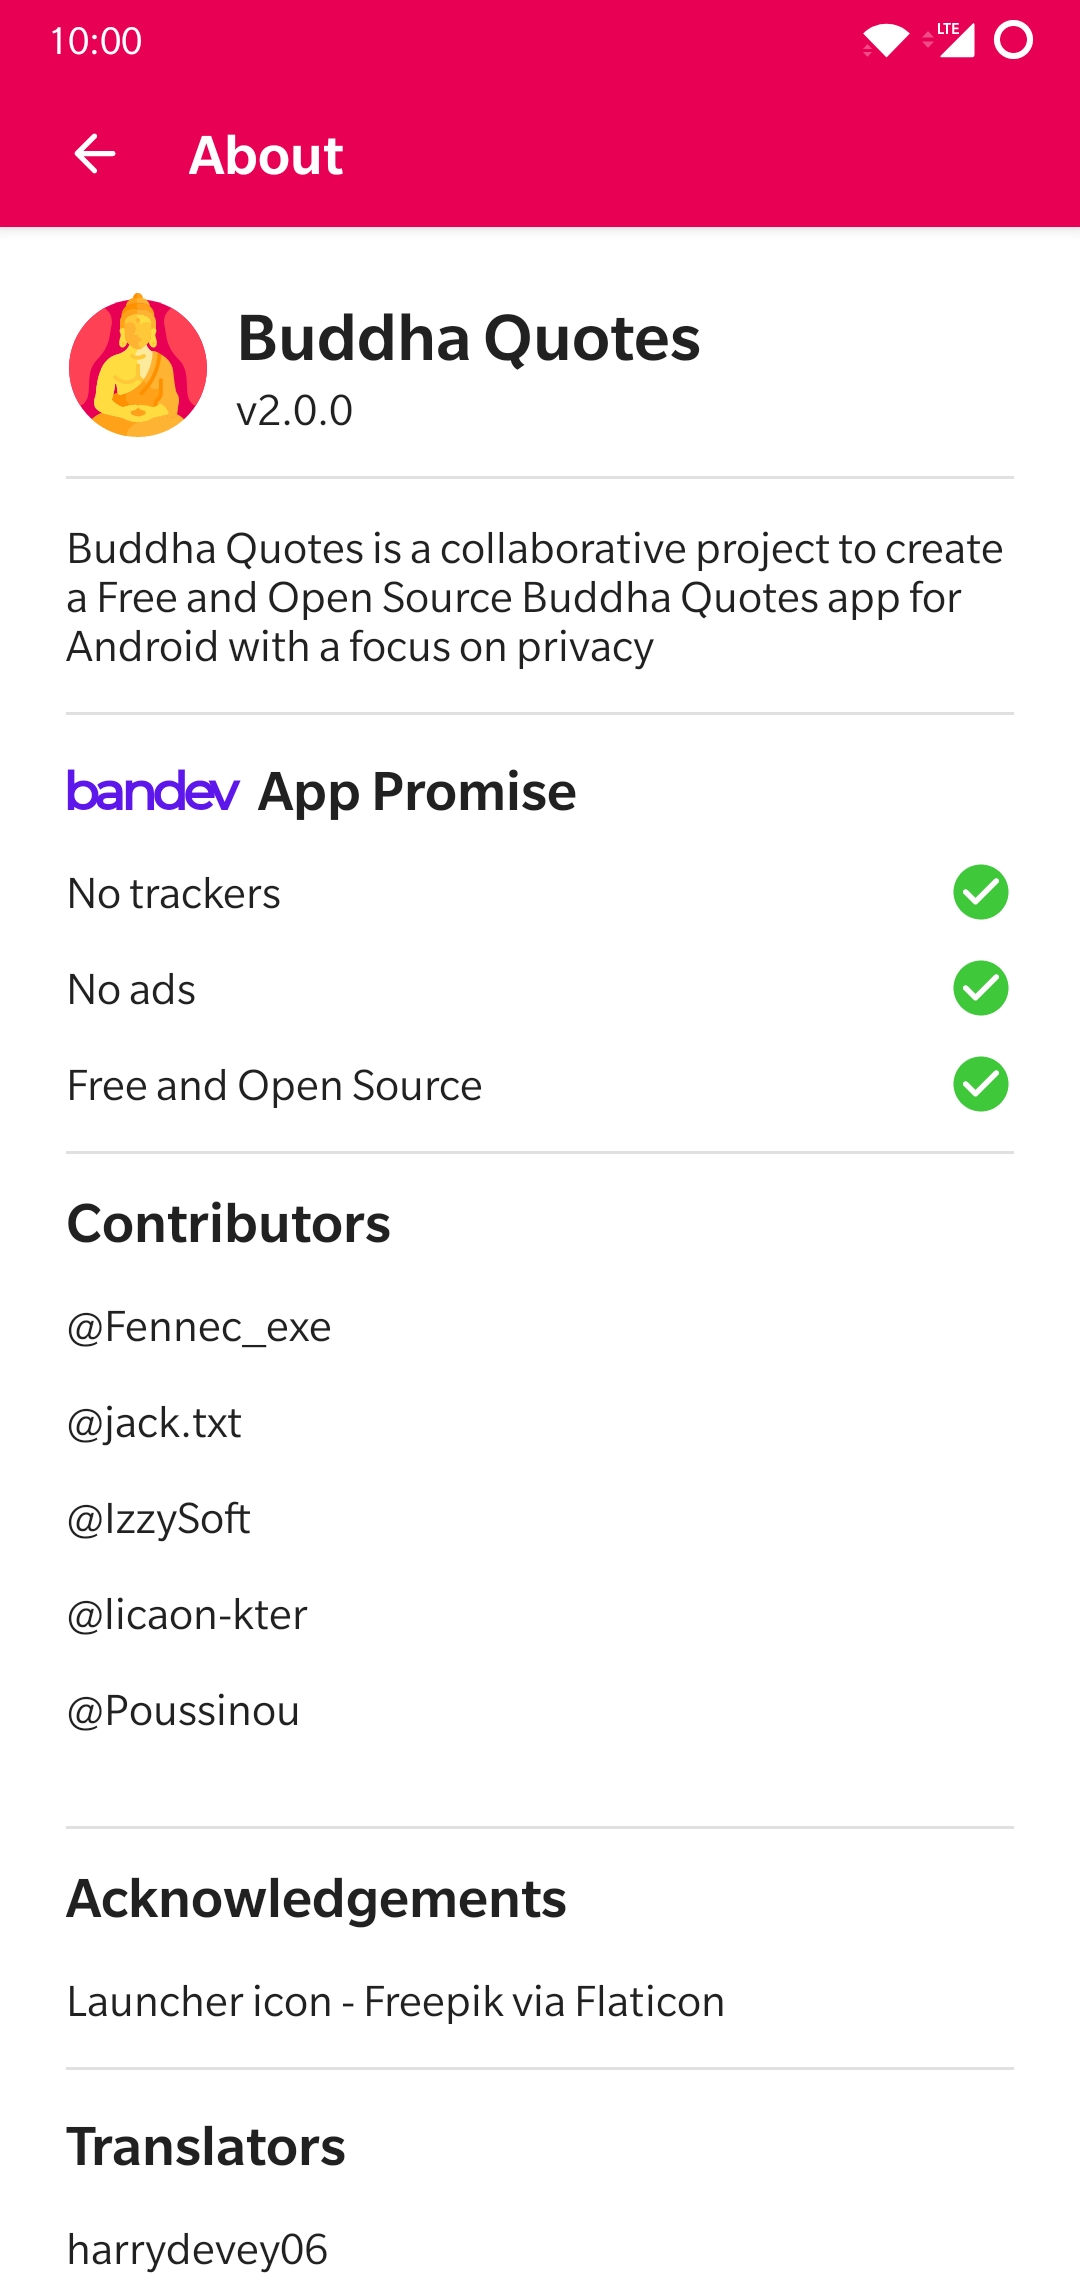 10:00
LTE
About
Buddha Quotes
v2.0.0
Buddha Quotes is a collaborative project to create
a Free and Open Source Buddha Quotes app for
Android with a focus on privacy
bandev App Promise
No trackers
No ads
Free and Open Source
Contributors
@Fennec_exe
@jack.txt
@IzzySoft
@licaon-kter
@Poussinou
Acknowledgements
Launcher icon - Freepik via Flaticon
Translators
harrydevey06